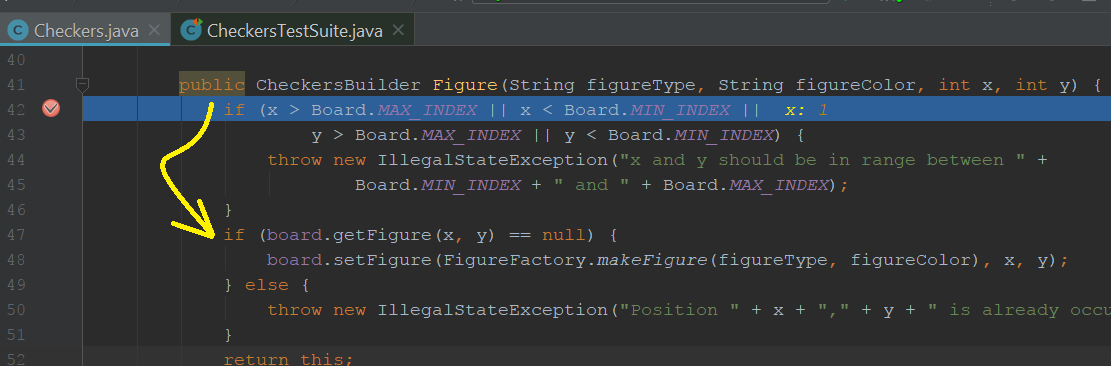 Checkers.java CheckersTestSuite.java
40
41 public CheckersBuilder Figure(String figureType, String figureColor, int x, int y) {
42 if (x > Board.MAX_INDEX || x < Board.MIN_INDEX || x: 1
43 y > Board.MAX_INDEX || y < Board.MIN_INDEX) {
44 throw new IllegalStateException("x and y should be in range between " +
45 Board.MIN_INDEX + " and " + Board.MAX_INDEX);
46 }
47 if (board.getFigure(x, y) == null) {
48 board.setFigure(FigureFactory.makeFigure(figureType, figureColor), x, y);
49 } else {
50 throw new IllegalStateException("Position " + x + "," + y + " is already occu
51 }
52 return this;